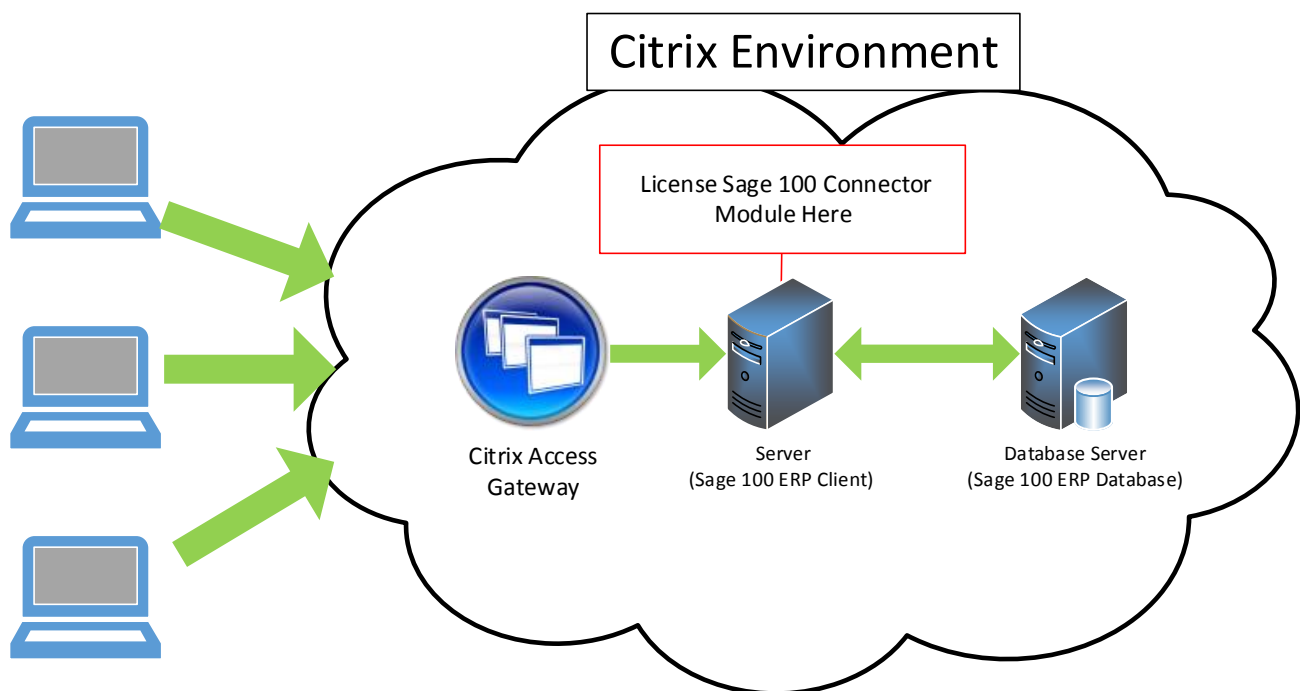 Citrix Environment
License Sage 100 Connector
Module Here
Citrix Access
Gateway
Server
(Sage 100 ERP Client)
Database Server
(Sage 100 ERP Database)